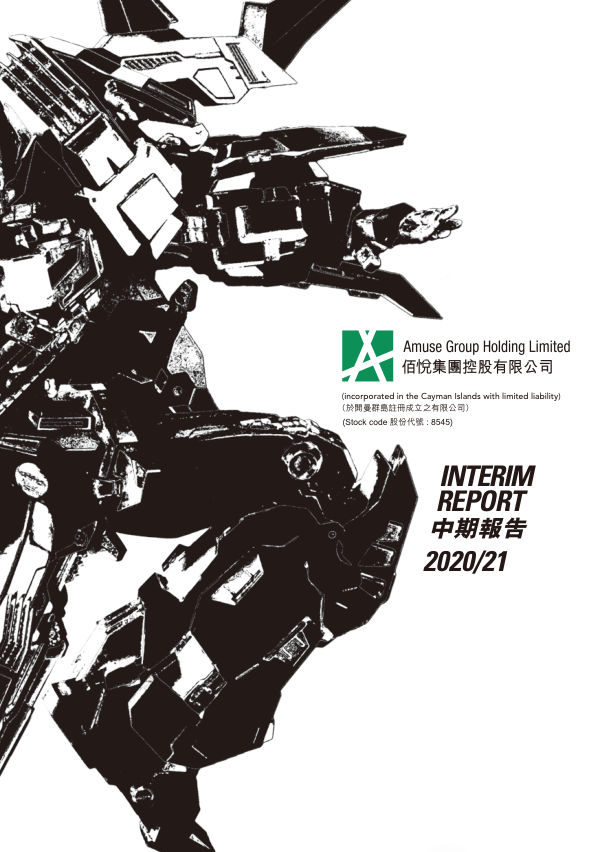 Amuse Group Holding Limited
佰悅集團控股有限公司
(incorporated in the Cayman Islands with limited liability)
（於開曼群島註冊成立之有限公司）
(Stock code 股份代號 : 8545)
INTERIM
REPORT
中期報告
2020/21